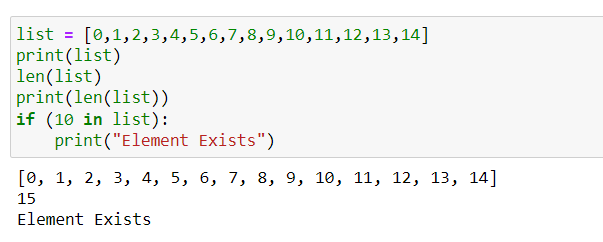 list = [0,1,2,3,4,5,6,7,8,9,10,11,12,13,14]
print(list)
len(list)
print(len(list))
if (10 in list):
    print("Element Exists")
[0, 1, 2, 3, 4, 5, 6, 7, 8, 9, 10, 11, 12, 13, 14]
15
Element Exists